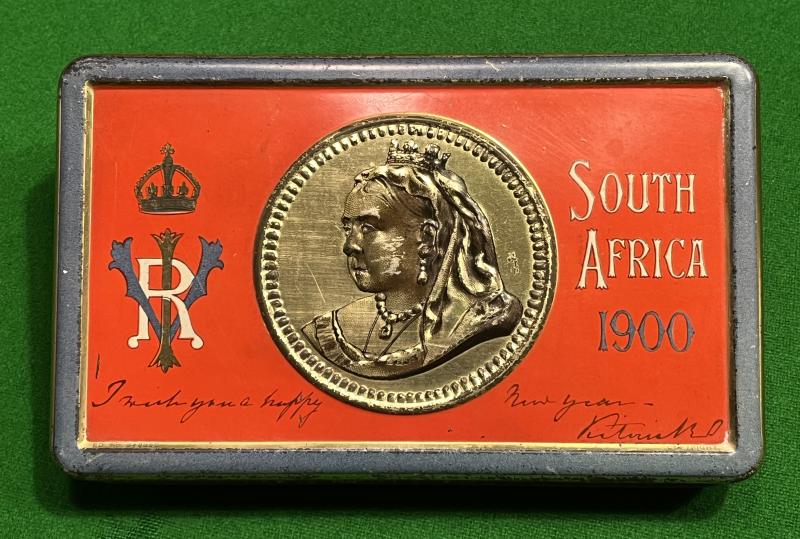 VRI
SOUTH
AFRICA
1900
I wish you a happy New year -
Victoria RI